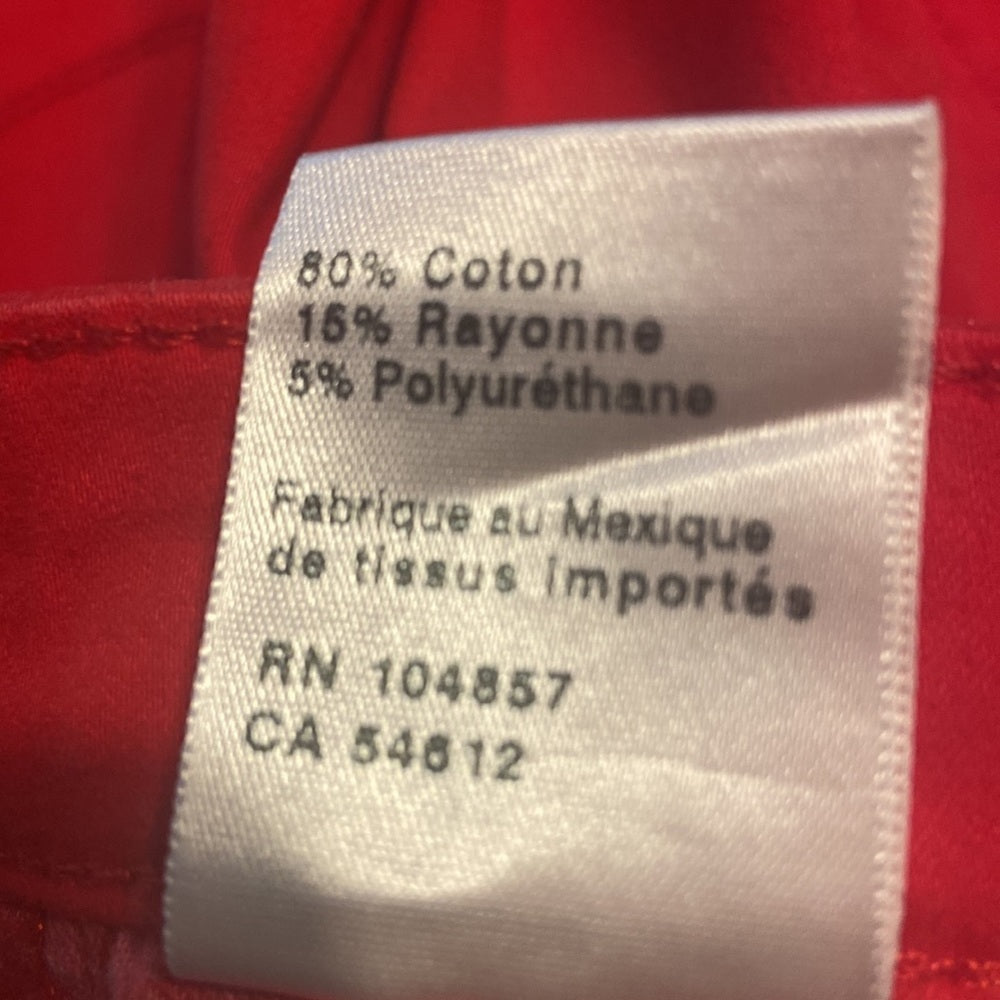 80% Coton
15% Rayonne
5% Polyuréthane
Fabrique au Mexique
de tissus importés
RN 104857
CA 54612